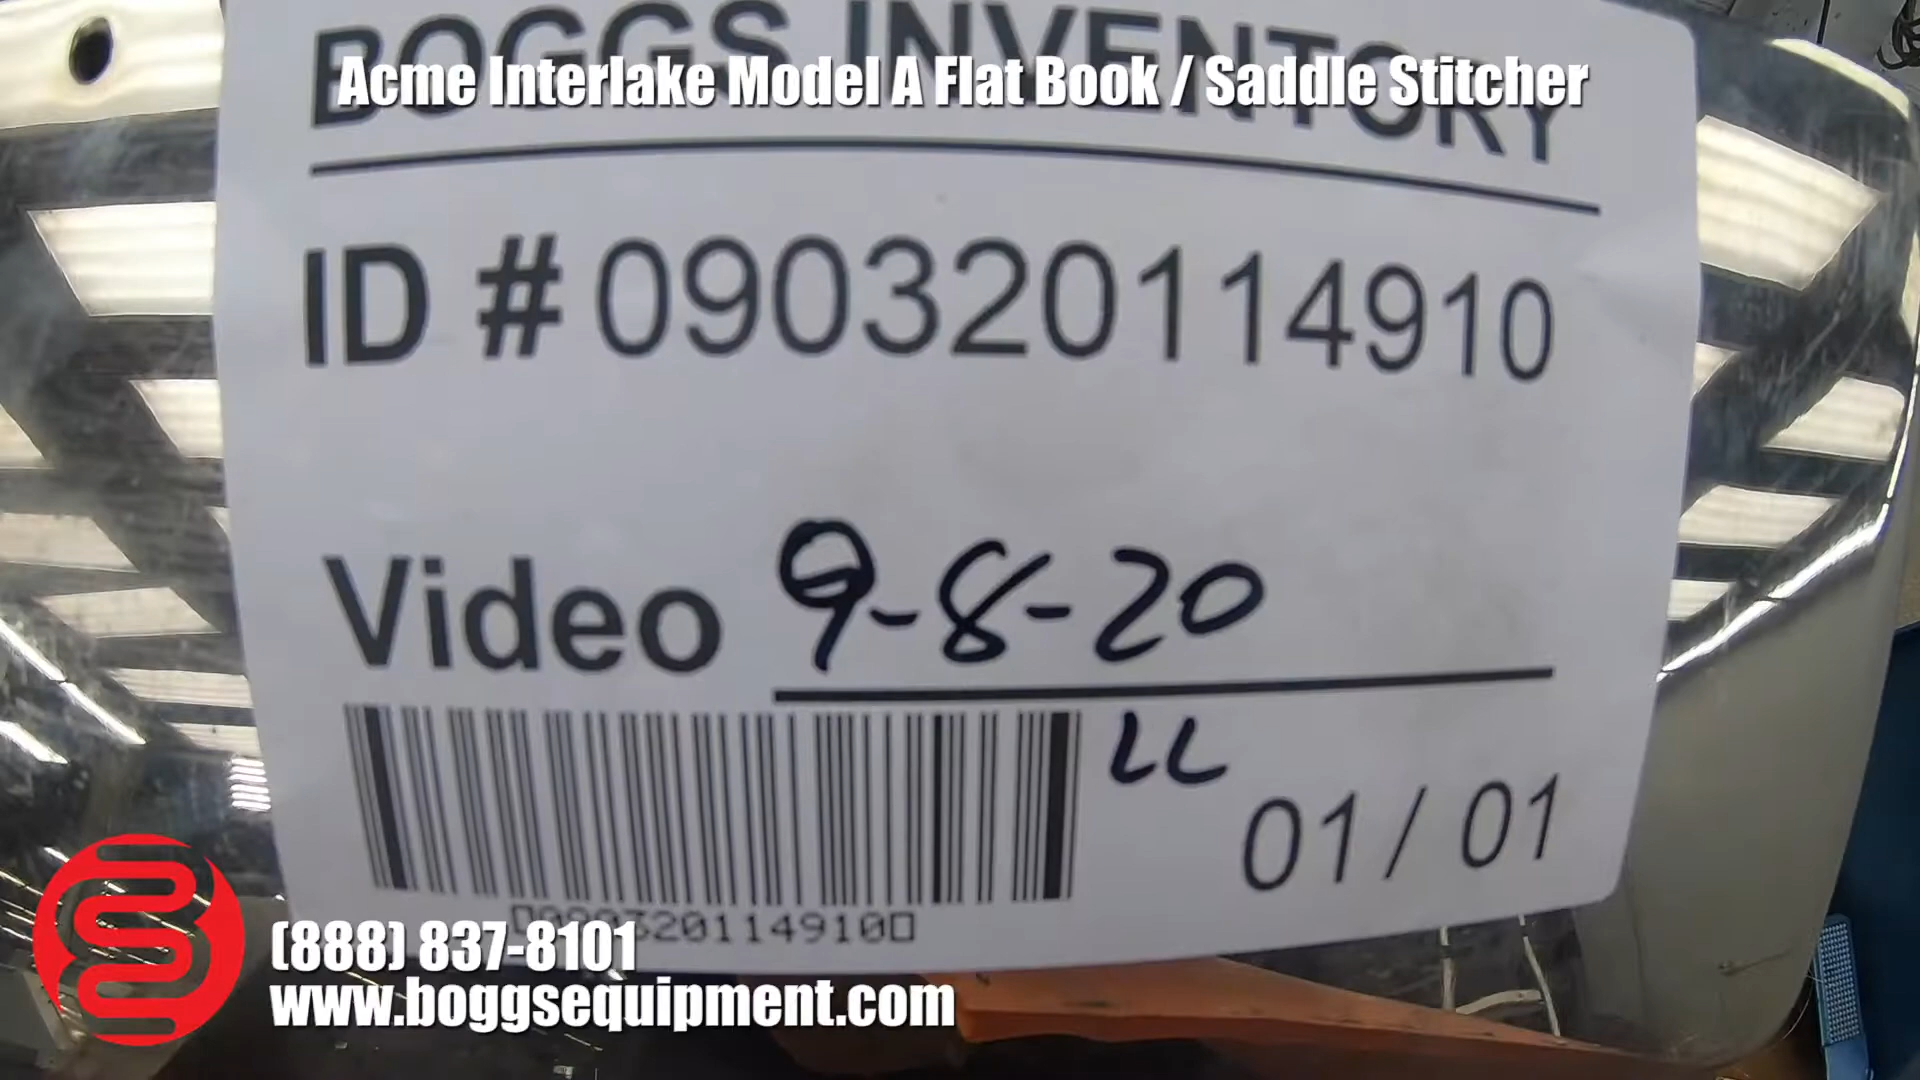 BOGGS INVENTORY
Acme Interlake Model A Flat Book / Saddle Stitcher
ID # 090320114910
Video 9-8-20
LL
01 / 01
090320114910
(888) 837-8101
www.boggsequipment.com